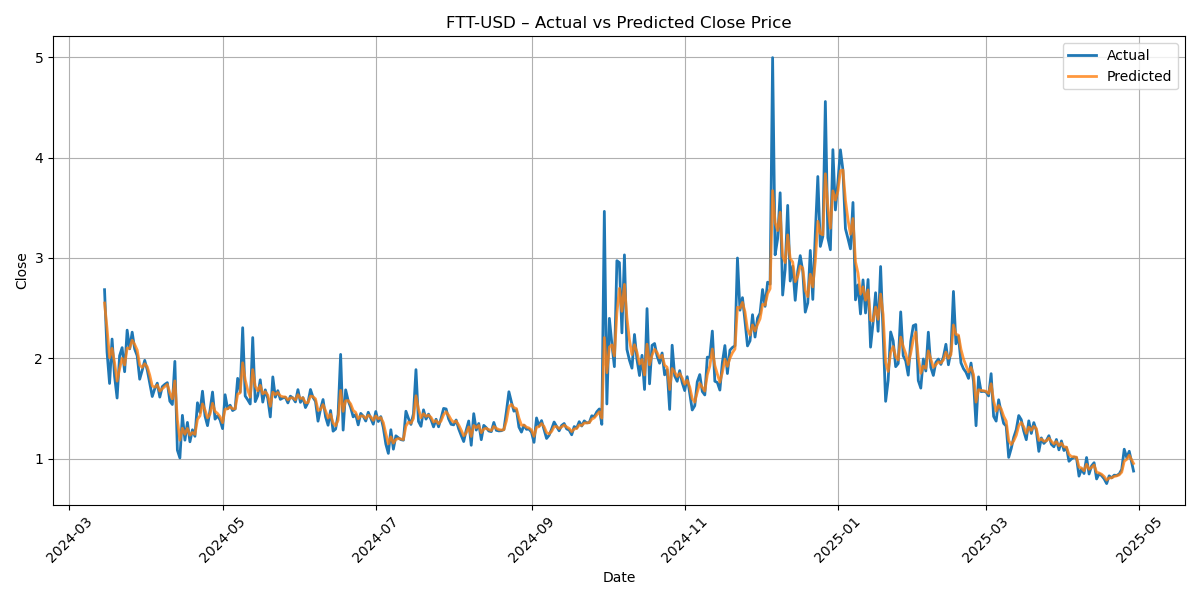 FTT-USD – Actual vs Predicted Close Price
Actual
Predicted
Close
5
4
3
2
1
2024-03
2024-05
2024-07
2024-09
2024-11
2025-01
2025-03
2025-05
Date